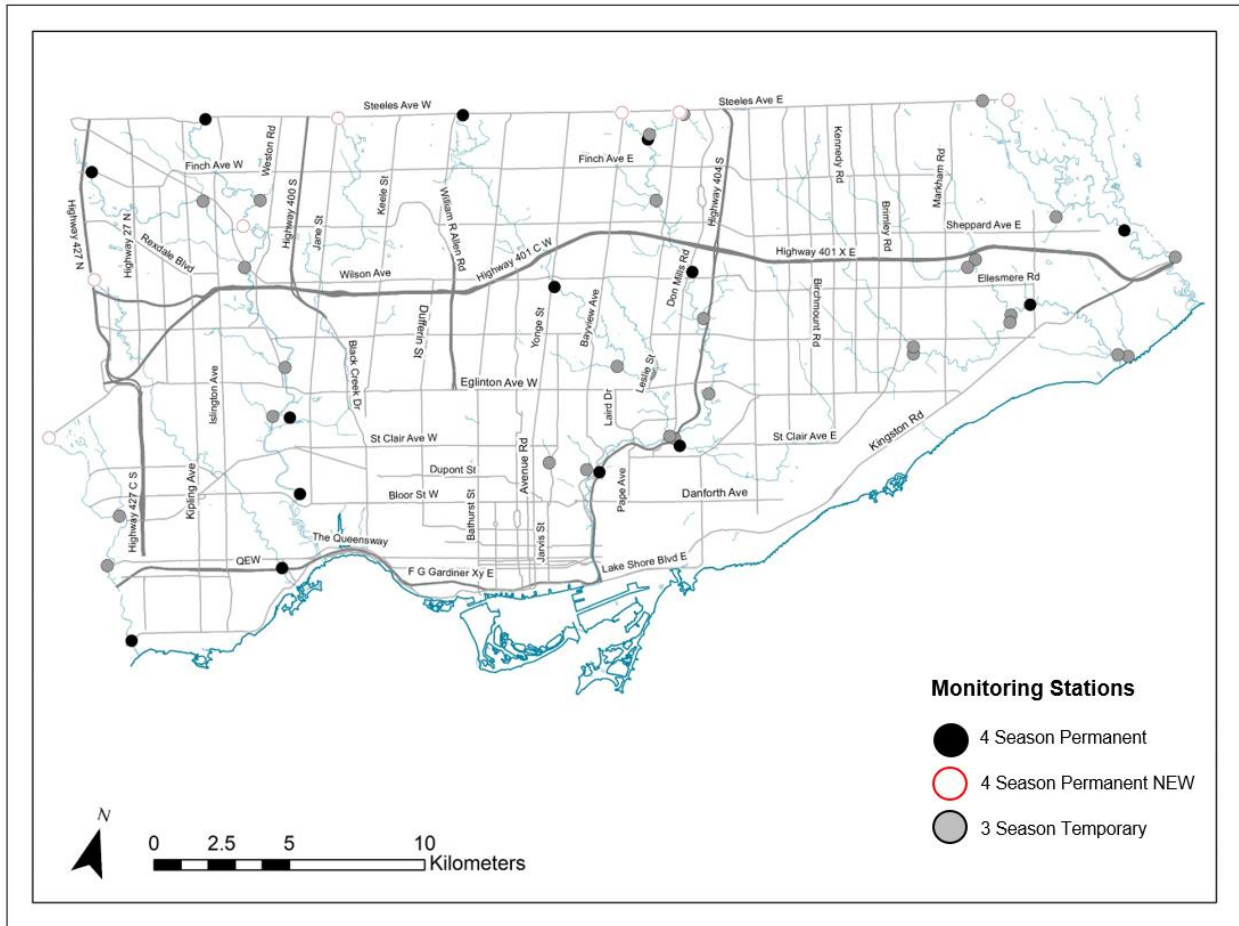 Steeles Ave W
Steeles Ave E
Finch Ave W
Weston Rd
Finch Ave E
Kennedy Rd
Highway 400 S
Keele St
Highway 404 S
Markham Rd
Jane St
William R Allen Rd
Brimley Rd
Highway 427 N
Highway 27 N
Rexdale Blvd
Sheppard Ave E
Highway 401 C W
Highway 401 X E
Wilson Ave
Don Mills Rd
Ellesmere Rd
Birchmount Rd
Dufferin St
Yonge St
Bayview Ave
Black Creek Dr
Leslie St
Islington Ave
Eglinton Ave W
Laird Dr
St Clair Ave W
Avenue Rd
St Clair Ave E
Kingston Rd
Dupont St
Kipling Ave
Highway 427 C S
Bloor St W
Bathurst St
Pape Ave
Danforth Ave
Jarvis St
The Queensway
QEW
F G Gardiner Xy E
Lake Shore Blvd E
Monitoring Stations
4 Season Permanent
4 Season Permanent NEW
3 Season Temporary
N
0 2.5 5 10
Kilometers